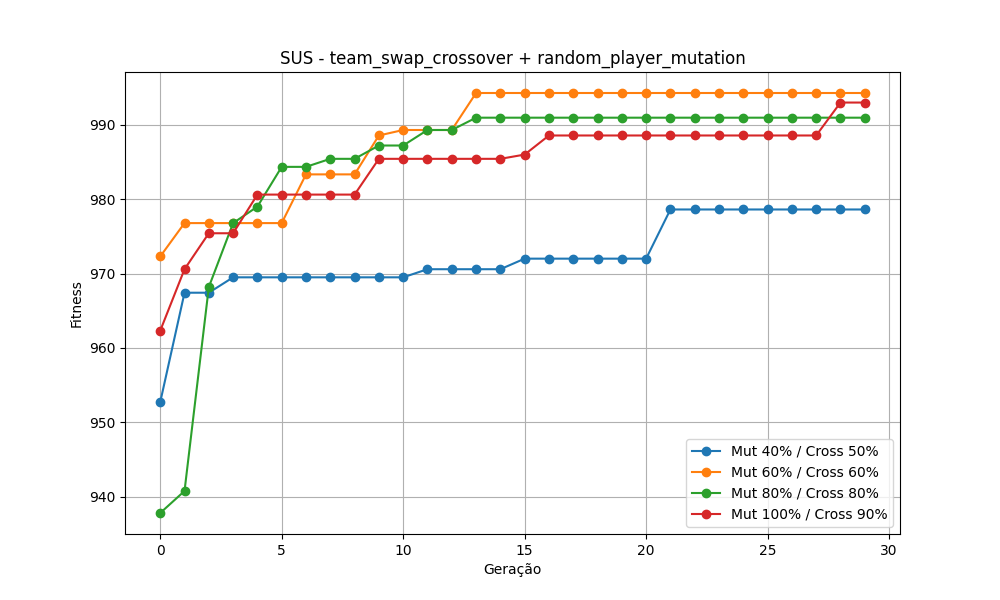 SUS - team_swap_crossover + random_player_mutation
Fitness
990
980
970
960
950
940
0 5 10 15 20 25 30
Geração
Mut 40% / Cross 50%
Mut 60% / Cross 60%
Mut 80% / Cross 80%
Mut 100% / Cross 90%